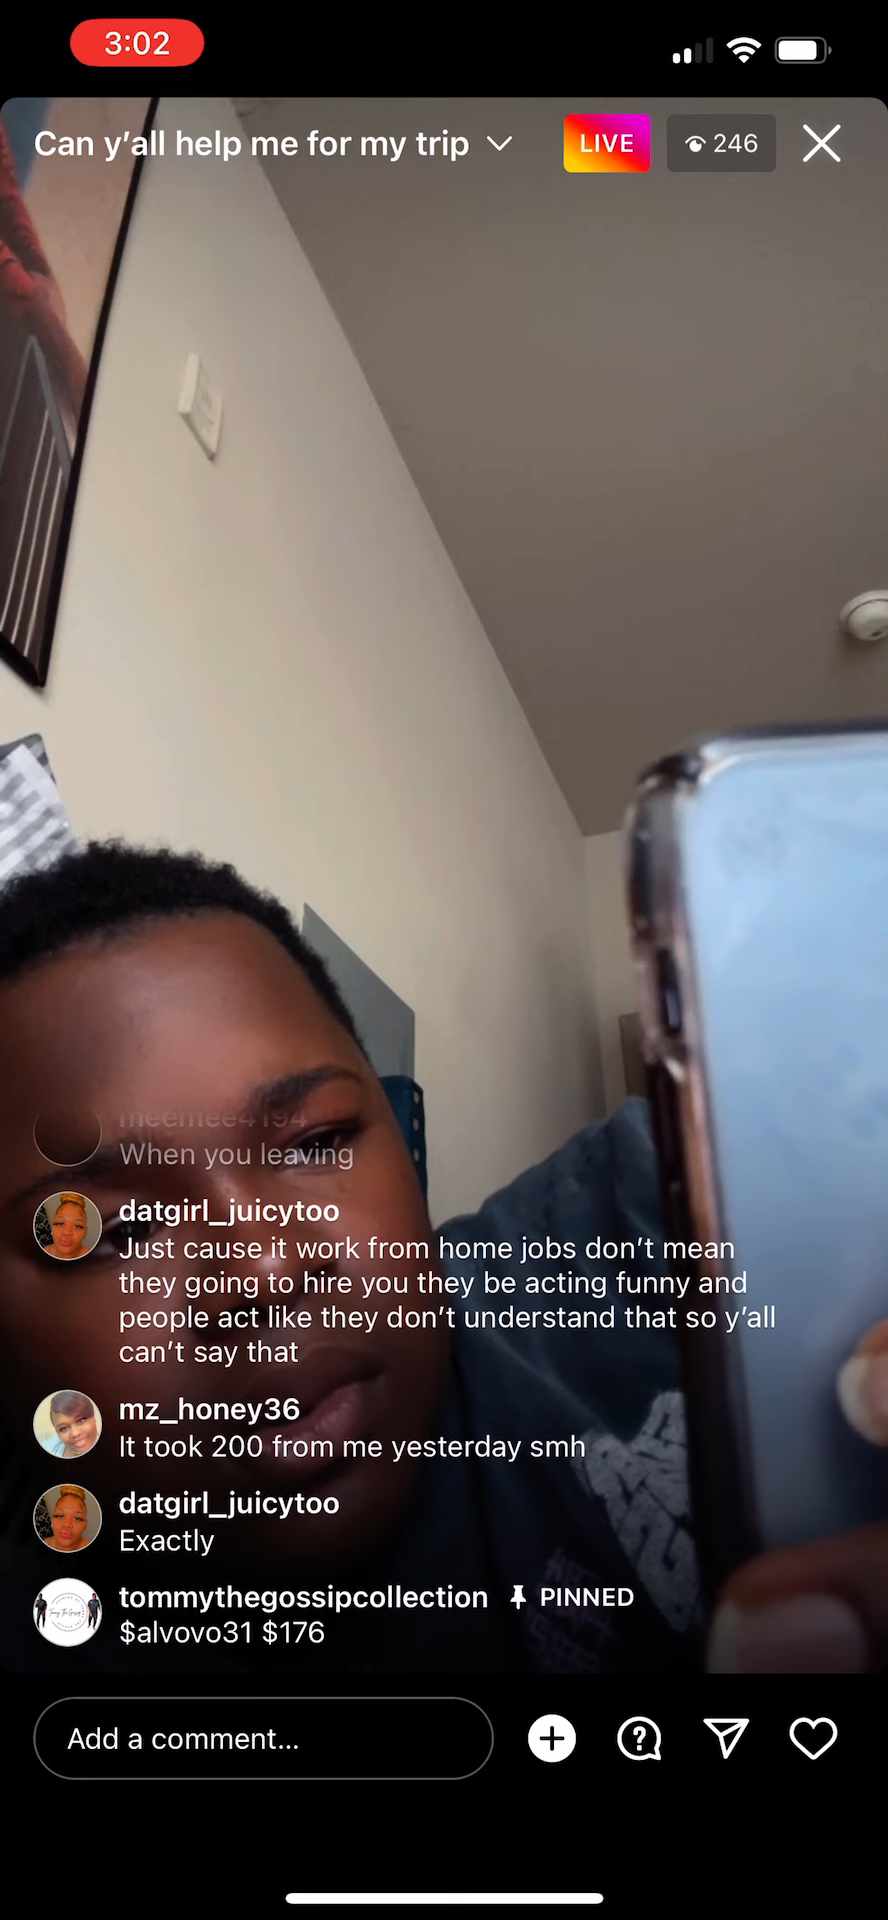 3:02
Can y’all help me for my trip
LIVE
246
meemee4194
When you leaving
datgirl_juicytoo
Just cause it work from home jobs don’t mean
they going to hire you they be acting funny and
people act like they don’t understand that so y’all
can’t say that
mz_honey36
It took 200 from me yesterday smh
datgirl_juicytoo
Exactly
tommythegossipcollection PINNED
$alvovo31 $176
Add a comment...